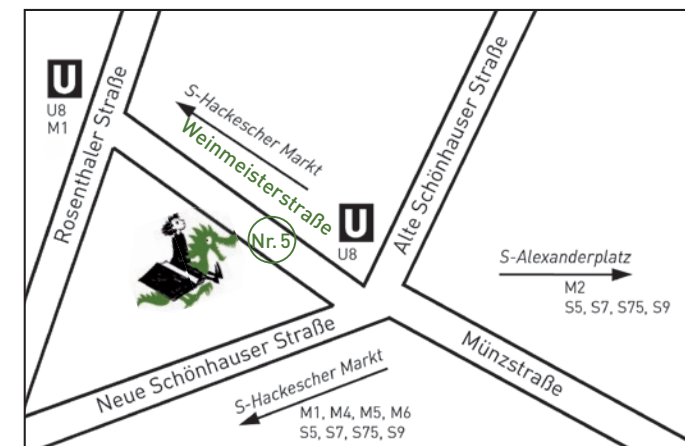 U
U8
M1
Rosenthaler Straße
S-Hackescher Markt
Weinmeisterstraße
Nr. 5
U
U8
Alte Schönhauser Straße
S-Alexanderplatz
M2
S5, S7, S75, S9
Neue Schönhauser Straße
Münzstraße
S-Hackescher Markt
M1, M4, M5, M6
S5, S7, S75, S9